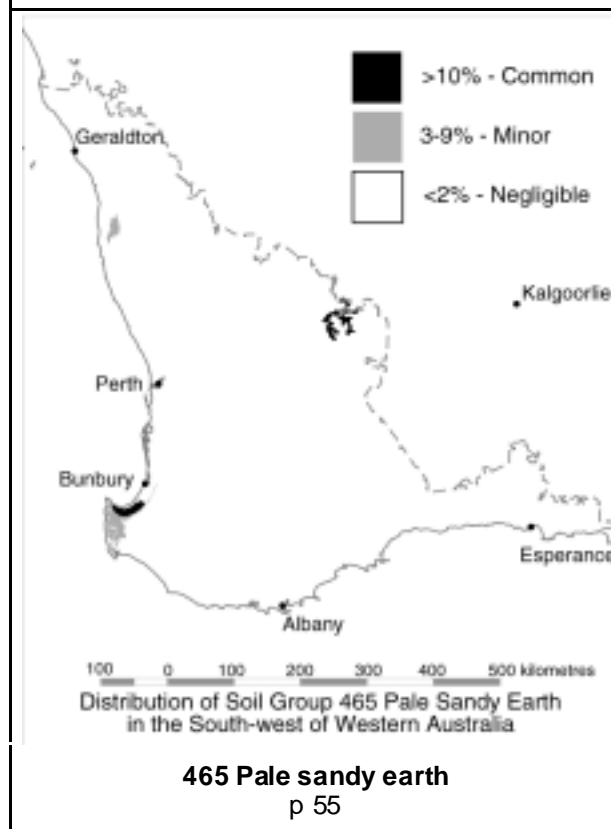 >10% - Common
Geraldton
3-9% - Minor
<2% - Negligible
Kalgoorlie
Perth
Bunbury
Esperance
Albany
100 0 100 200 300 400 500 kilometres
Distribution of Soil Group 465 Pale Sandy Earth
in the South-west of Western Australia
465 Pale sandy earth
p 55